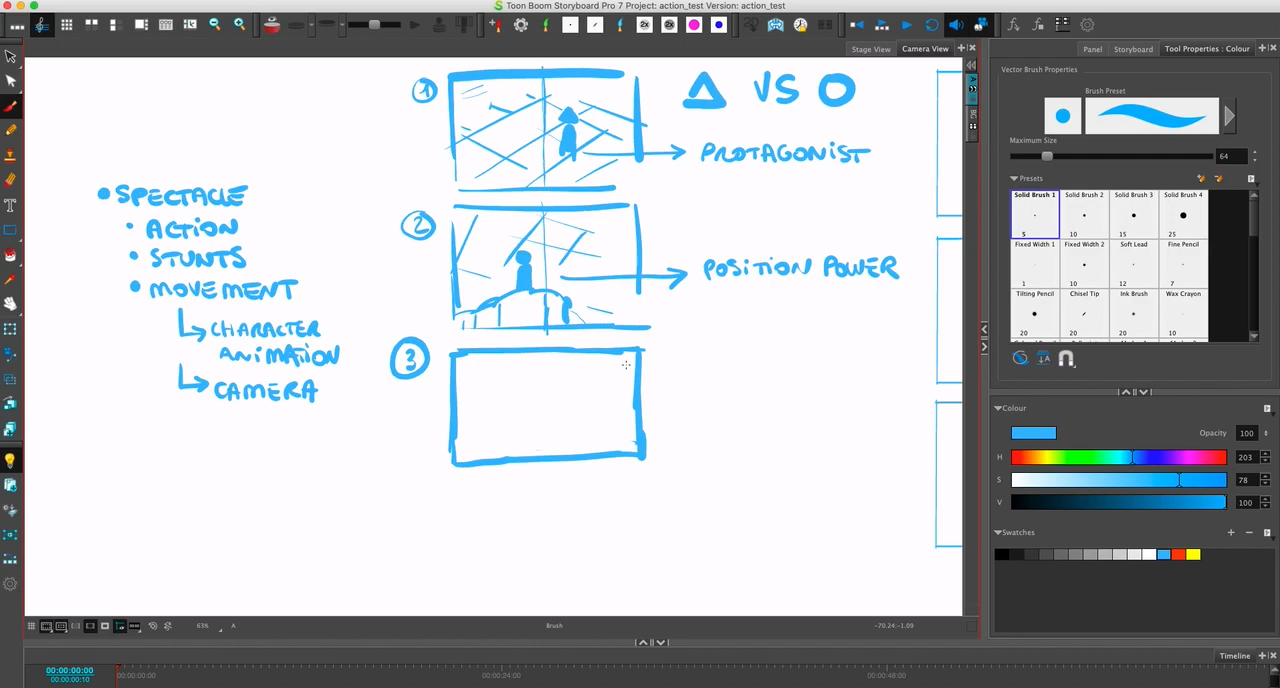 Toon Boom Storyboard Pro 7 Project: action_test Version: action_test
Stage View
Camera View
Panel
Storyboard
Tool Properties : Colour
Vector Brush Properties
Brush Preset
Maximum Size
64
Presets
Solid Brush 1
Solid Brush 2
Solid Brush 3
Solid Brush 4
5
10
15
25
Fixed Width 1
Fixed Width 2
Soft Lead
Fine Pencil
1
10
12
7
Tilting Pencil
Chisel Tip
Ink Brush
Wax Crayon
20
20
20
10
Colour
Opacity
100
H
203
S
78
V
100
Swatches
1
VS
PROTAGONIST
• SPECTACLE
• ACTION
• STUNTS
• MOVEMENT
CHARACTER
ANIMATION
CAMERA
2
POSITION POWER
3
63%
A
Brush
-70.24:-1.09
Timeline
00:00:00:00
00:00:00:10
00:00:00:00
00:00:24:00
00:00:48:00